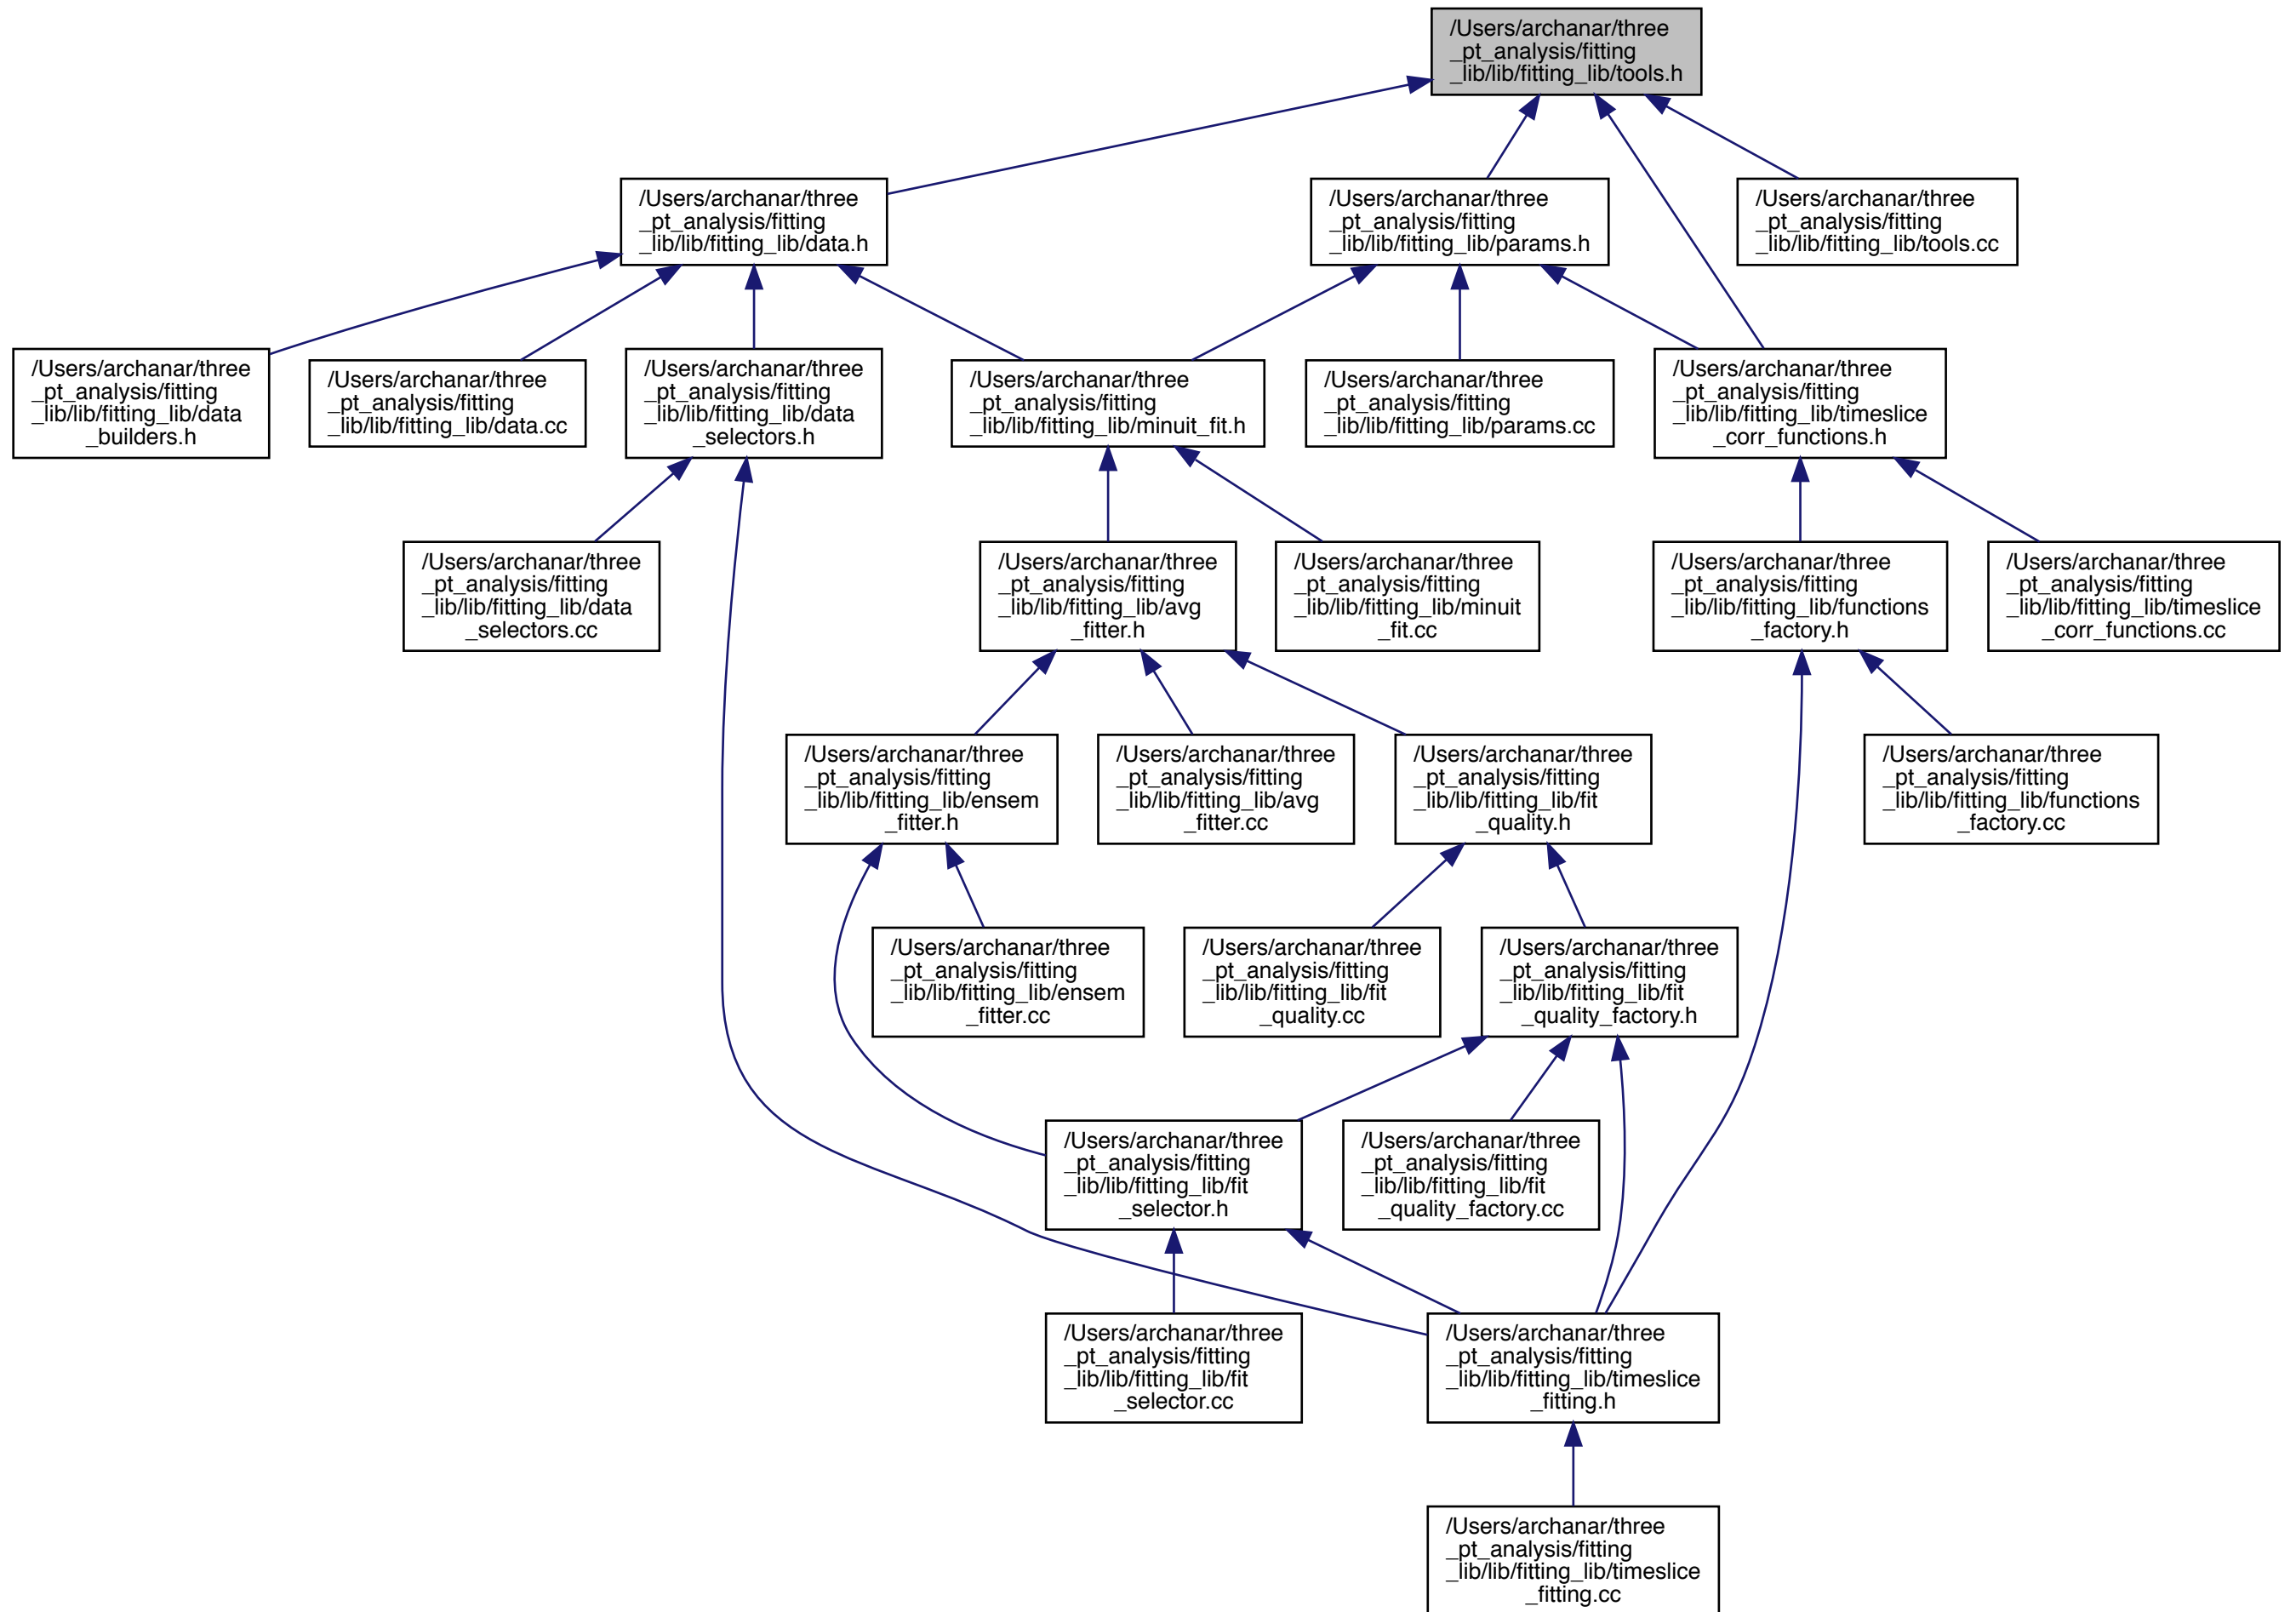 /Users/archanar/three
_pt_analysis/fitting
_lib/lib/fitting_lib/tools.h
/Users/archanar/three
_pt_analysis/fitting
_lib/lib/fitting_lib/data.h
/Users/archanar/three
_pt_analysis/fitting
_lib/lib/fitting_lib/params.h
/Users/archanar/three
_pt_analysis/fitting
_lib/lib/fitting_lib/tools.cc
/Users/archanar/three
_pt_analysis/fitting
_lib/lib/fitting_lib/data
_builders.h
/Users/archanar/three
_pt_analysis/fitting
_lib/lib/fitting_lib/data.cc
/Users/archanar/three
_pt_analysis/fitting
_lib/lib/fitting_lib/data
_selectors.h
/Users/archanar/three
_pt_analysis/fitting
_lib/lib/fitting_lib/minuit_fit.h
/Users/archanar/three
_pt_analysis/fitting
_lib/lib/fitting_lib/params.cc
/Users/archanar/three
_pt_analysis/fitting
_lib/lib/fitting_lib/timeslice
_corr_functions.h
/Users/archanar/three
_pt_analysis/fitting
_lib/lib/fitting_lib/data
_selectors.cc
/Users/archanar/three
_pt_analysis/fitting
_lib/lib/fitting_lib/avg
_fitter.h
/Users/archanar/three
_pt_analysis/fitting
_lib/lib/fitting_lib/minuit
_fit.cc
/Users/archanar/three
_pt_analysis/fitting
_lib/lib/fitting_lib/functions
_factory.h
/Users/archanar/three
_pt_analysis/fitting
_lib/lib/fitting_lib/timeslice
_corr_functions.cc
/Users/archanar/three
_pt_analysis/fitting
_lib/lib/fitting_lib/ensem
_fitter.h
/Users/archanar/three
_pt_analysis/fitting
_lib/lib/fitting_lib/avg
_fitter.cc
/Users/archanar/three
_pt_analysis/fitting
_lib/lib/fitting_lib/fit
_quality.h
/Users/archanar/three
_pt_analysis/fitting
_lib/lib/fitting_lib/functions
_factory.cc
/Users/archanar/three
_pt_analysis/fitting
_lib/lib/fitting_lib/ensem
_fitter.cc
/Users/archanar/three
_pt_analysis/fitting
_lib/lib/fitting_lib/fit
_quality.cc
/Users/archanar/three
_pt_analysis/fitting
_lib/lib/fitting_lib/fit
_quality_factory.h
/Users/archanar/three
_pt_analysis/fitting
_lib/lib/fitting_lib/fit
_selector.h
/Users/archanar/three
_pt_analysis/fitting
_lib/lib/fitting_lib/fit
_quality_factory.cc
/Users/archanar/three
_pt_analysis/fitting
_lib/lib/fitting_lib/fit
_selector.cc
/Users/archanar/three
_pt_analysis/fitting
_lib/lib/fitting_lib/timeslice
_fitting.h
/Users/archanar/three
_pt_analysis/fitting
_lib/lib/fitting_lib/timeslice
_fitting.cc